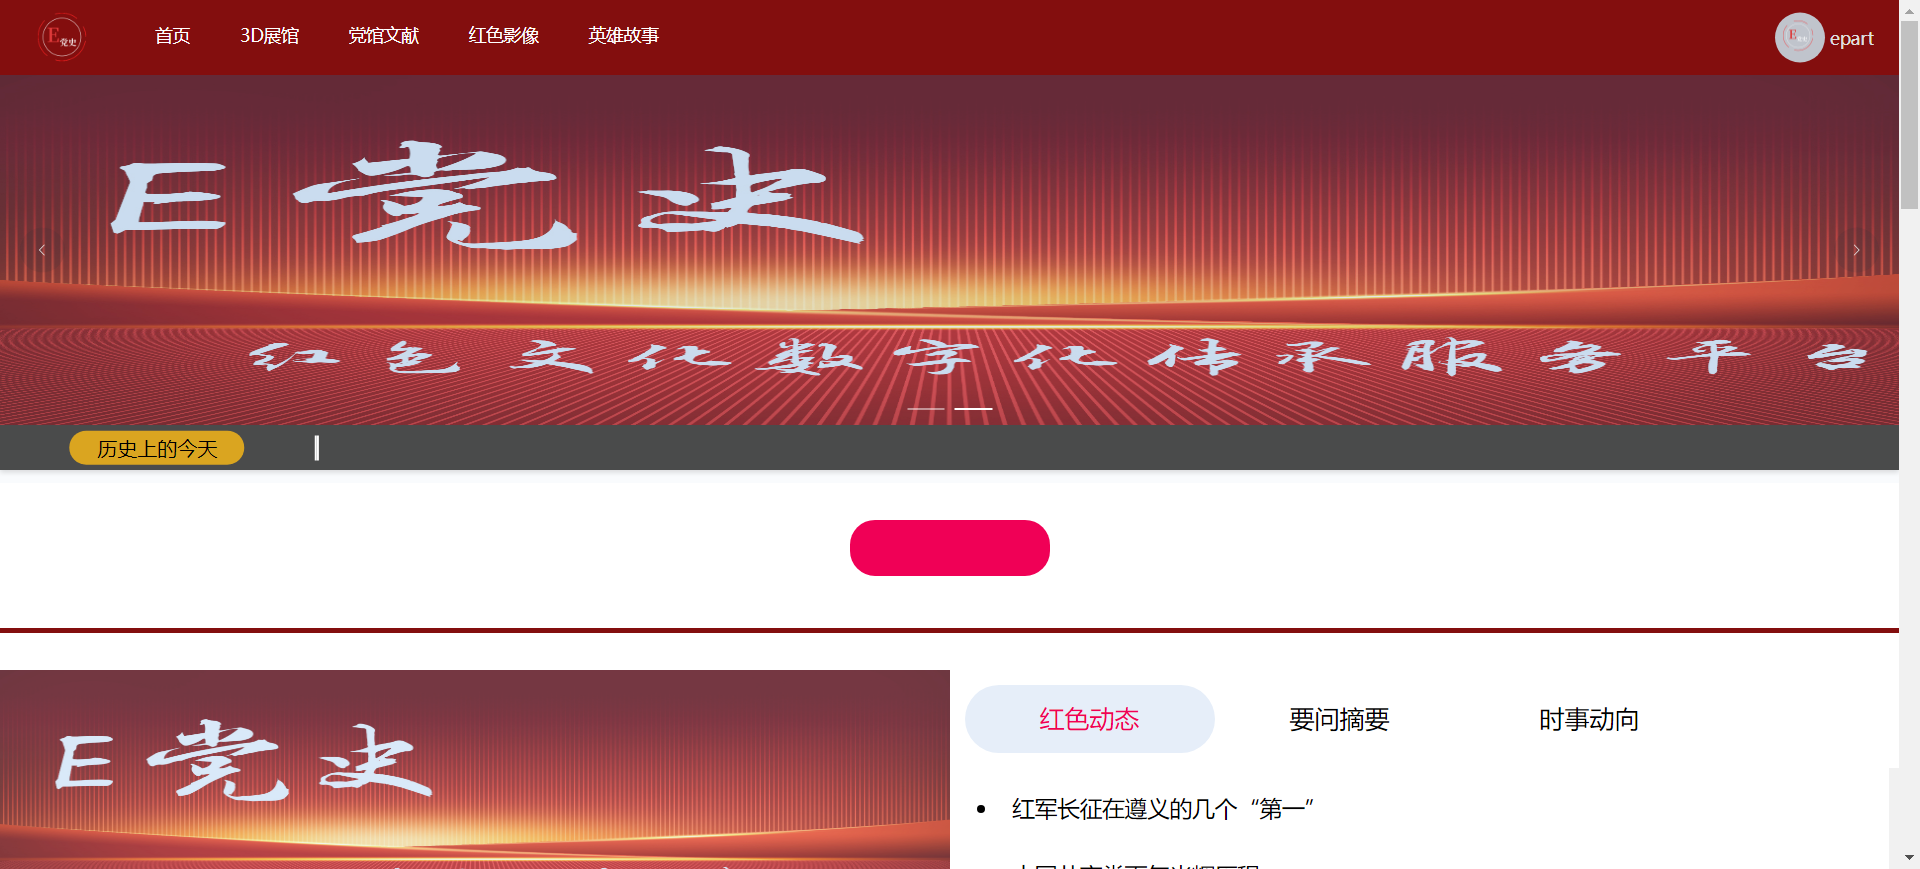 E党史 首页 3D展馆 党馆文献 红色影像 英雄故事 epart
E党史
红色文化数字化传承服务平台
历史上的今天
E党史
红色动态 要问摘要 时事动向
红军长征在遵义的几个“第一”